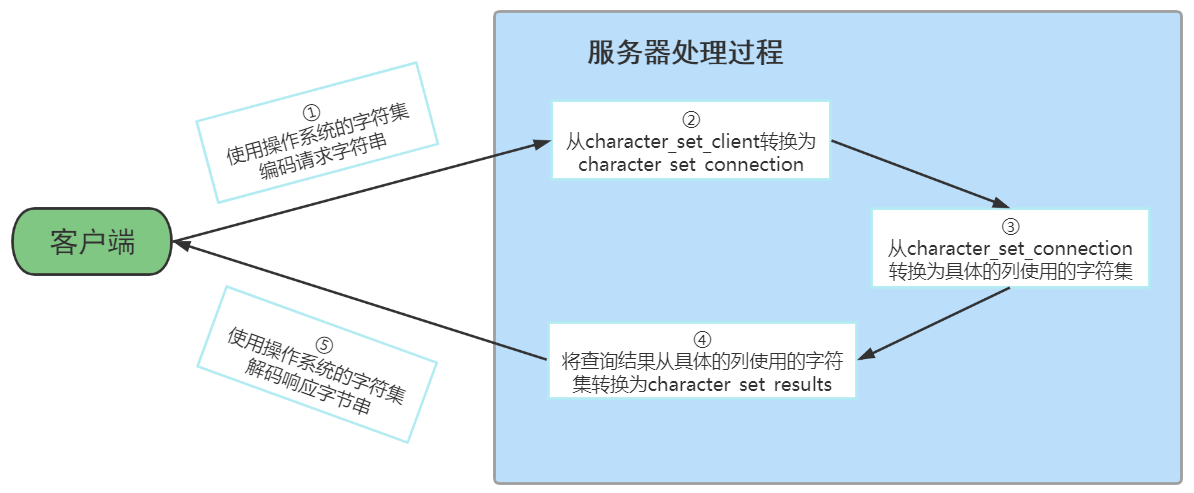 服务器处理过程
①
使用操作系统的字符集
编码请求字符串
②
从character_set_client转换为
character_set_connection
③
从character_set_connection
转换为具体的列使用的字符集
④
将查询结果从具体的列使用的字符
集转换为character_set_results
⑤
使用操作系统的字符集
解码响应字节串
客户端